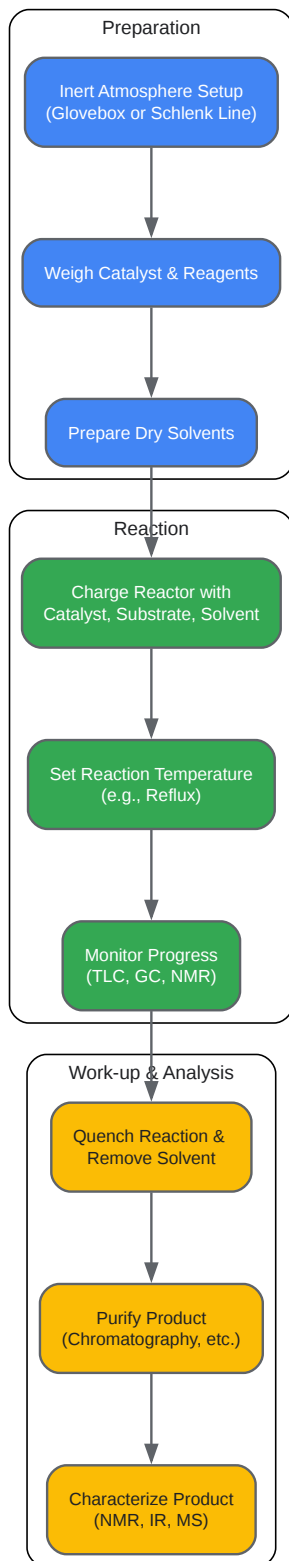 Preparation
Inert Atmosphere Setup
(Glovebox or Schlenk Line)
Weigh Catalyst & Reagents
Prepare Dry Solvents
Reaction
Charge Reactor with
Catalyst, Substrate, Solvent
Set Reaction Temperature
(e.g., Reflux)
Monitor Progress
(TLC, GC, NMR)
Work-up & Analysis
Quench Reaction &
Remove Solvent
Purify Product
(Chromatography, etc.)
Characterize Product
(NMR, IR, MS)